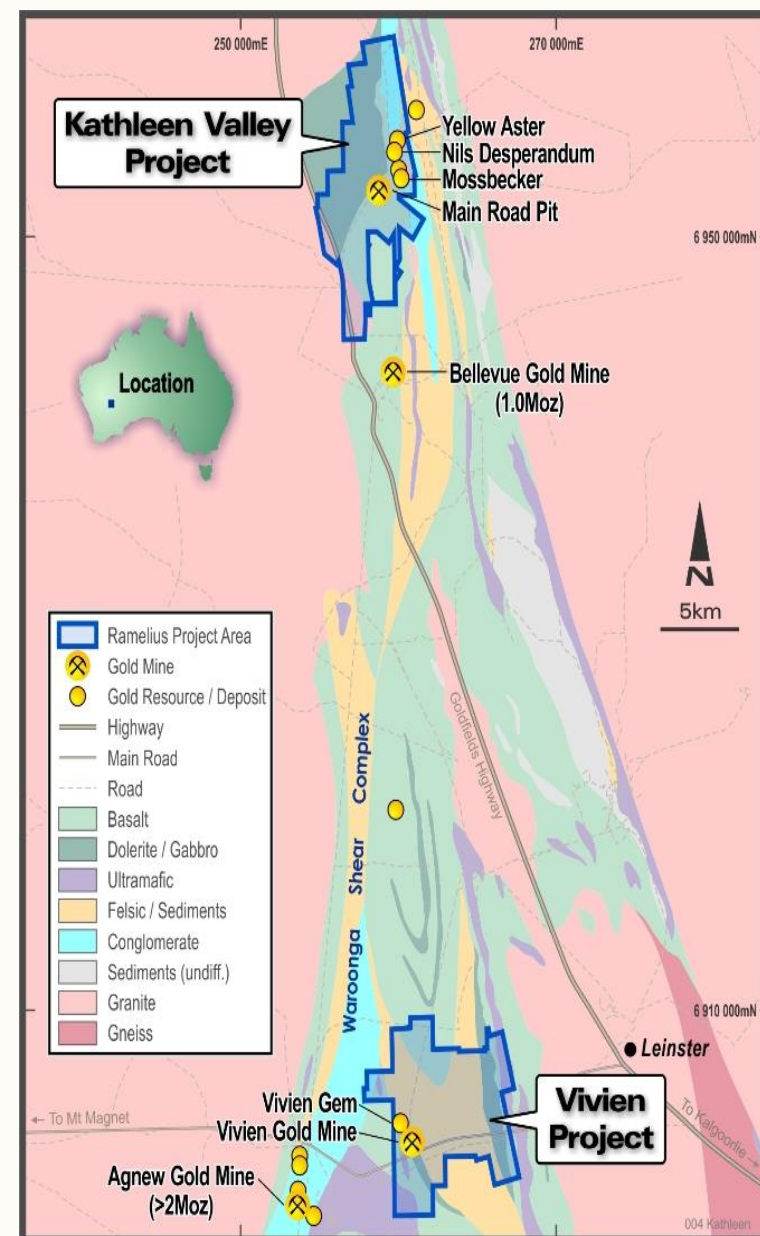 250 000mE
270 000mE
Kathleen Valley
Project
Yellow Aster
Nils Desperandum
Mossbecker
Main Road Pit
6 950 000mN
Location
Bellevue Gold Mine
(1.0Moz)
N
5km
Ramelius Project Area
Gold Mine
Gold Resource / Deposit
Highway
Main Road
Road
Basalt
Dolerite / Gabbro
Ultramafic
Felsic / Sediments
Conglomerate
Sediments (undiff.)
Granite
Gneiss
Goldfields Highway
Waroonga Shear Complex
6 910 000mN
Leinster
Vivien
Project
Vivien Gem
Vivien Gold Mine
← To Mt Magnet
To Kalgoorlie →
Agnew Gold Mine
(>2Moz)
004 Kathleen